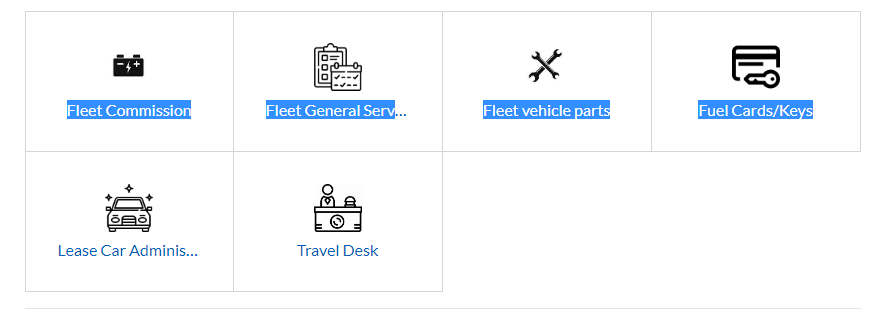 Fleet Commission
Fleet General Serv...
Fleet vehicle parts
Fuel Cards/Keys
Lease Car Adminis...
Travel Desk